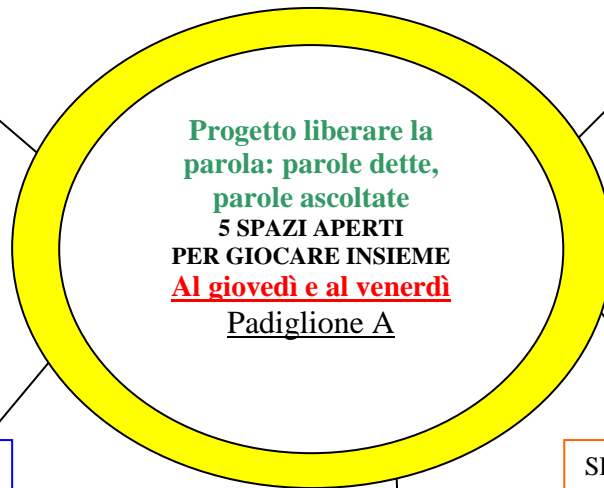 Progetto liberare la
parola: parole dette,
parole ascoltate
5 SPAZI APERTI
PER GIOCARE INSIEME
Al giovedì e al venerdì
Padiglione A